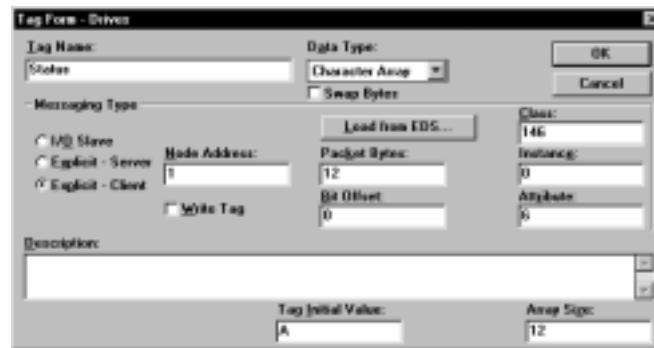 Tag Form - Drives
Tag Name:
Status
Data Type:
Character Array
Swap Bytes
OK
Cancel
Messaging Type
I/O Slave
Explicit - Server
Explicit - Client
Node Address:
1
Write Tag
Load from EDS...
Packet Bytes:
12
Bit Offset:
0
Class:
146
Instance:
0
Attribute:
6
Description:
Tag Initial Value:
A
Array Size:
12